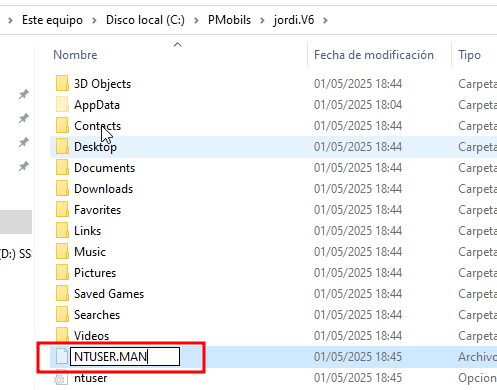 Este equipo > Disco local (C:) > PMobils > jordi.V6 >
Nombre Fecha de modificación Tipo
3D Objects 01/05/2025 18:44 Carpeta
AppData 01/05/2025 18:04 Carpeta
Contacts 01/05/2025 18:44 Carpeta
Desktop 01/05/2025 18:44 Carpeta
Documents 01/05/2025 18:44 Carpeta
Downloads 01/05/2025 18:44 Carpeta
Favorites 01/05/2025 18:44 Carpeta
Links 01/05/2025 18:44 Carpeta
(D:) SS
Music 01/05/2025 18:44 Carpeta
Pictures 01/05/2025 18:44 Carpeta
Saved Games 01/05/2025 18:44 Carpeta
Searches 01/05/2025 18:44 Carpeta
Videos 01/05/2025 18:44 Carpeta
NTUSER.MAN 01/05/2025 18:45 Archivo
ntuser 01/05/2025 18:45 Opcion